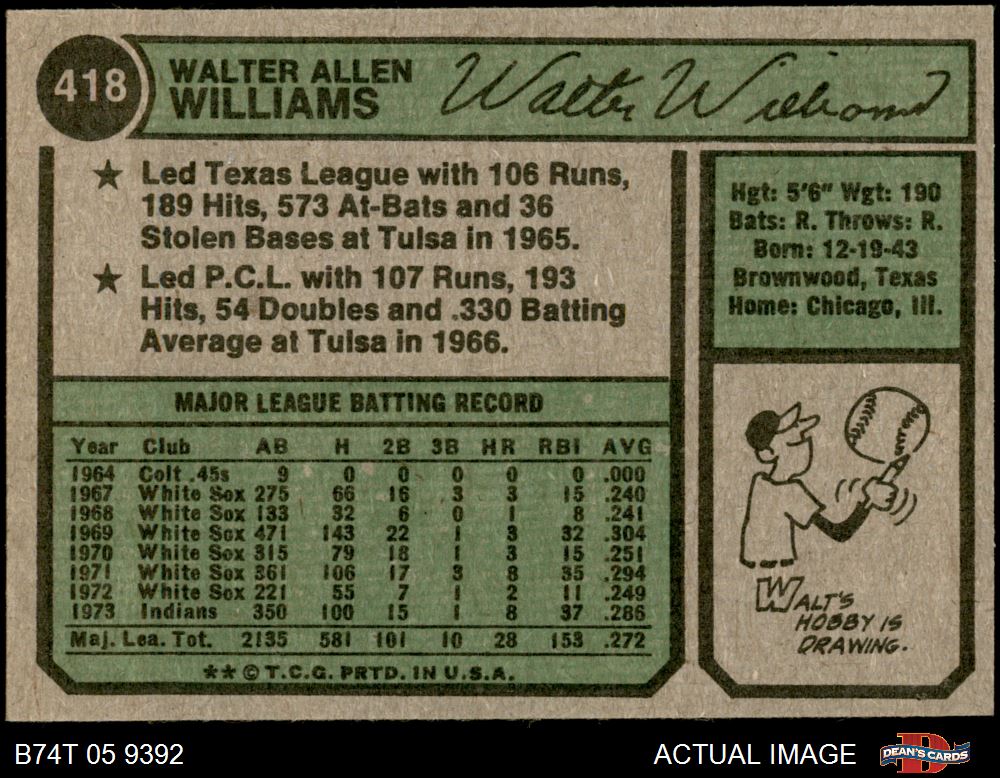 418
WALTER ALLEN
WILLIAMS
Walter Williams
★ Led Texas League with 106 Runs,
189 Hits, 573 At-Bats and 36
Stolen Bases at Tulsa in 1965.
★ Led P.C.L. with 107 Runs, 193
Hits, 54 Doubles and .330 Batting
Average at Tulsa in 1966.
Hgt: 5'6" Wgt: 190
Bats: R. Throws: R.
Born: 12-19-43
Brownwood, Texas
Home: Chicago, Ill.
MAJOR LEAGUE BATTING RECORD
Year Club AB H 2B 3B HR RBI AVG
1964 Colt .45s 9 0 0 0 0 0 .000
1967 White Sox 275 66 16 3 3 15 .240
1968 White Sox 133 32 6 0 1 8 .241
1969 White Sox 471 143 22 1 3 32 .304
1970 White Sox 315 79 18 1 3 15 .251
1971 White Sox 361 106 17 3 8 35 .294
1972 White Sox 221 55 7 1 2 11 .249
1973 Indians 350 100 15 1 8 37 .286
Maj. Lea. Tot. 2135 581 101 10 28 153 .272
** © T.C.G. PRTD. IN U.S.A.
WALT'S
HOBBY IS
DRAWING.
B74T 05 9392
ACTUAL IMAGE
DEAN'S CARDS